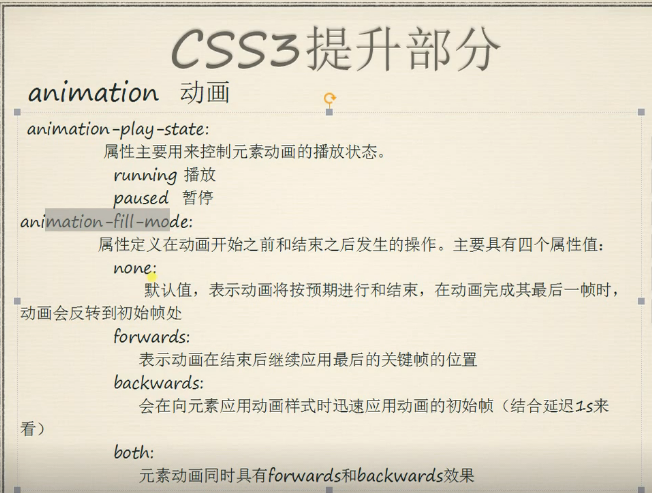 CSS3提升部分
animation 动画
animation-play-state:
属性主要用来控制元素动画的播放状态。
running 播放
paused 暂停
animation-fill-mode:
属性定义在动画开始之前和结束之后发生的操作。主要具有四个属性值：
none:
默认值，表示动画将按预期进行和结束，在动画完成其最后一帧时，
动画会反转到初始帧处
forwards:
表示动画在结束后继续应用最后的关键帧的位置
backwards:
会在向元素应用动画样式时迅速应用动画的初始帧（结合延迟1s来
看）
both:
元素动画同时具有forwards和backwards效果